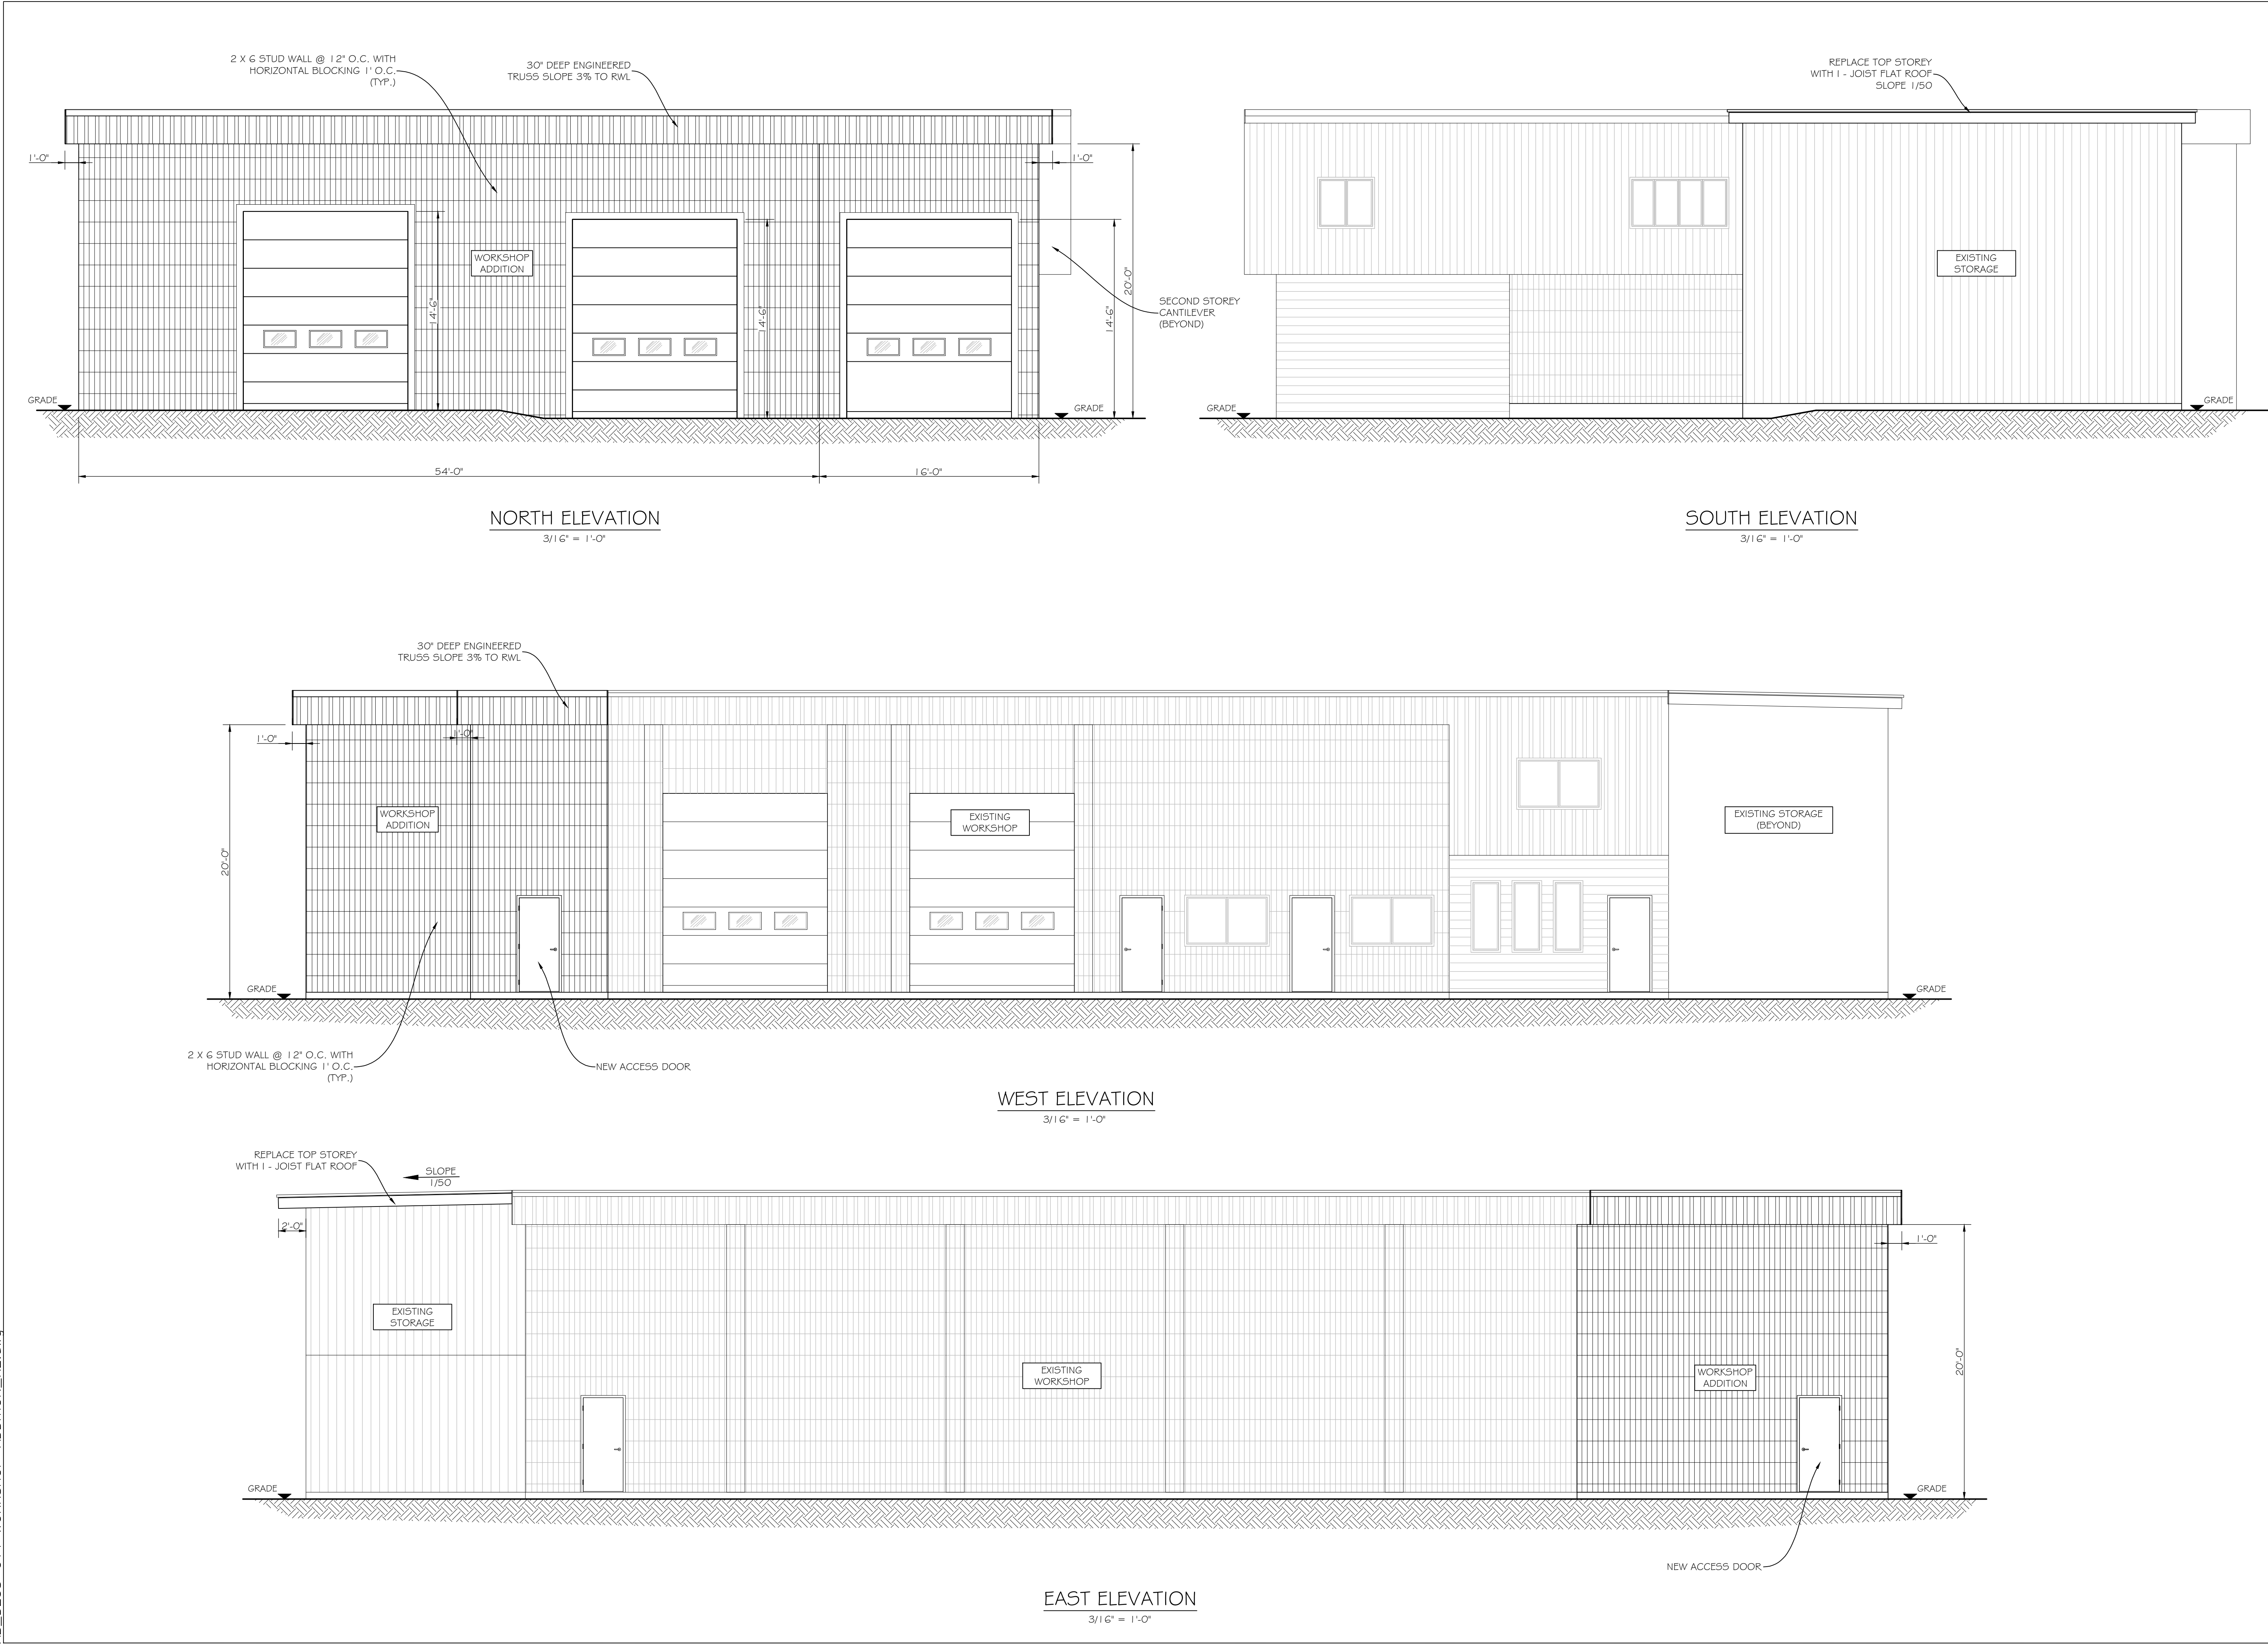 2 X 6 STUD WALL @ 12" O.C. WITH
HORIZONTAL BLOCKING 1' O.C.
(TYP.)
30" DEEP ENGINEERED
TRUSS SLOPE 3% TO RWL
1'-0"
1'-0"
WORKSHOP
ADDITION
14'-6"
14'-6"
14'-6"
20'-0"
SECOND STOREY
CANTILEVER
(BEYOND)
GRADE
GRADE
54'-0"
16'-0"
NORTH ELEVATION
3/16" = 1'-0"
REPLACE TOP STOREY
WITH I - JOIST FLAT ROOF
SLOPE 1/50
EXISTING
STORAGE
GRADE
GRADE
SOUTH ELEVATION
3/16" = 1'-0"
30" DEEP ENGINEERED
TRUSS SLOPE 3% TO RWL
1'-0"
1'-0"
20'-0"
WORKSHOP
ADDITION
EXISTING
WORKSHOP
EXISTING STORAGE
(BEYOND)
GRADE
GRADE
2 X 6 STUD WALL @ 12" O.C. WITH
HORIZONTAL BLOCKING 1' O.C.
(TYP.)
NEW ACCESS DOOR
WEST ELEVATION
3/16" = 1'-0"
REPLACE TOP STOREY
WITH I - JOIST FLAT ROOF
SLOPE
1/50
2'-0"
1'-0"
EXISTING
STORAGE
EXISTING
WORKSHOP
WORKSHOP
ADDITION
20'-0"
GRADE
GRADE
NEW ACCESS DOOR
EAST ELEVATION
3/16" = 1'-0"